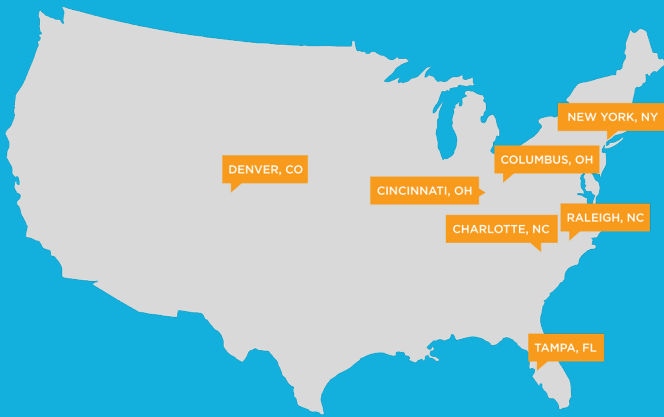 NEW YORK, NY
COLUMBUS, OH
DENVER, CO
CINCINNATI, OH
RALEIGH, NC
CHARLOTTE, NC
TAMPA, FL